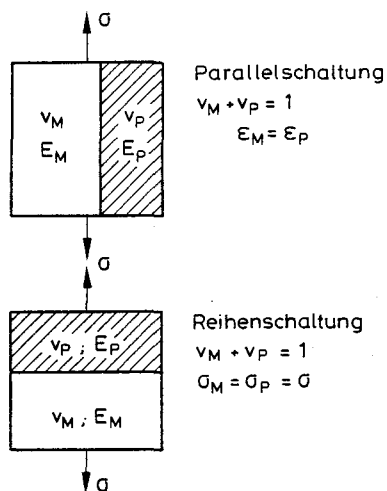 σ
v_M
E_M
v_P
E_P
Parallelschaltung
v_M + v_P = 1
ε_M = ε_P
σ
Reihenschaltung
v_P ; E_P
v_M + v_P = 1
σ_M = σ_P = σ
v_M ; E_M
σ